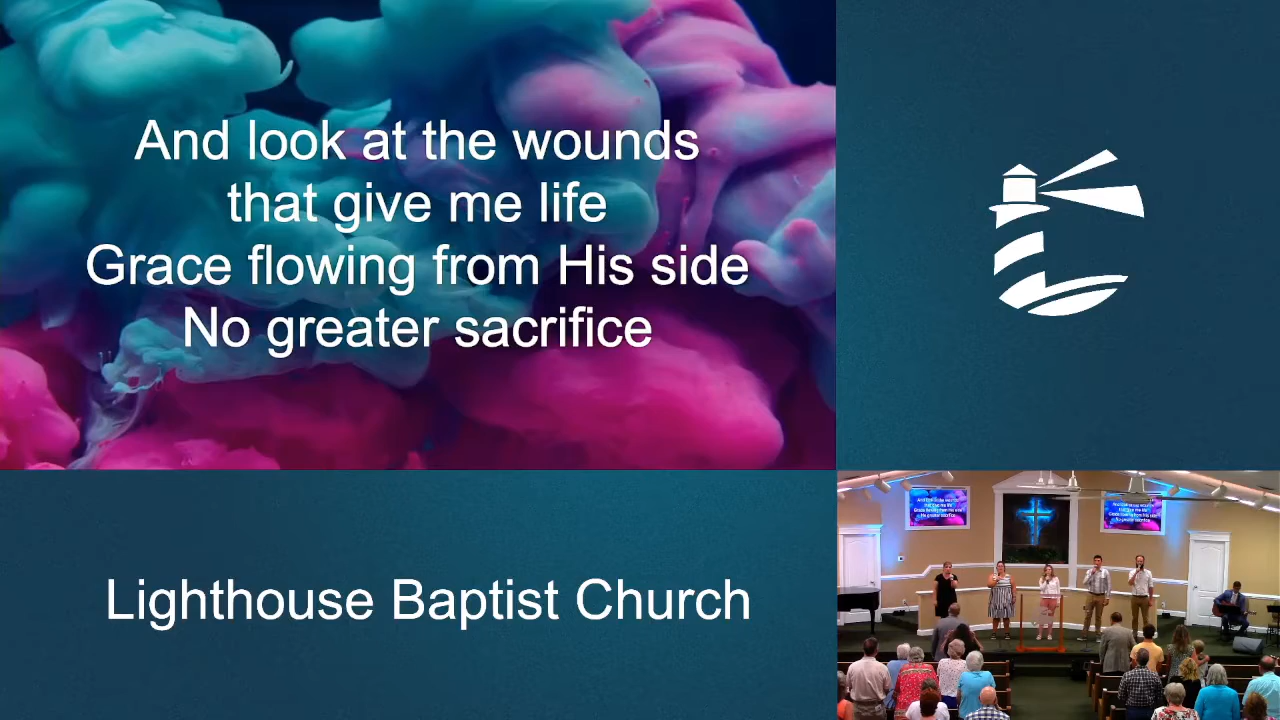 And look at the wounds
that give me life
Grace flowing from His side
No greater sacrifice
Lighthouse Baptist Church